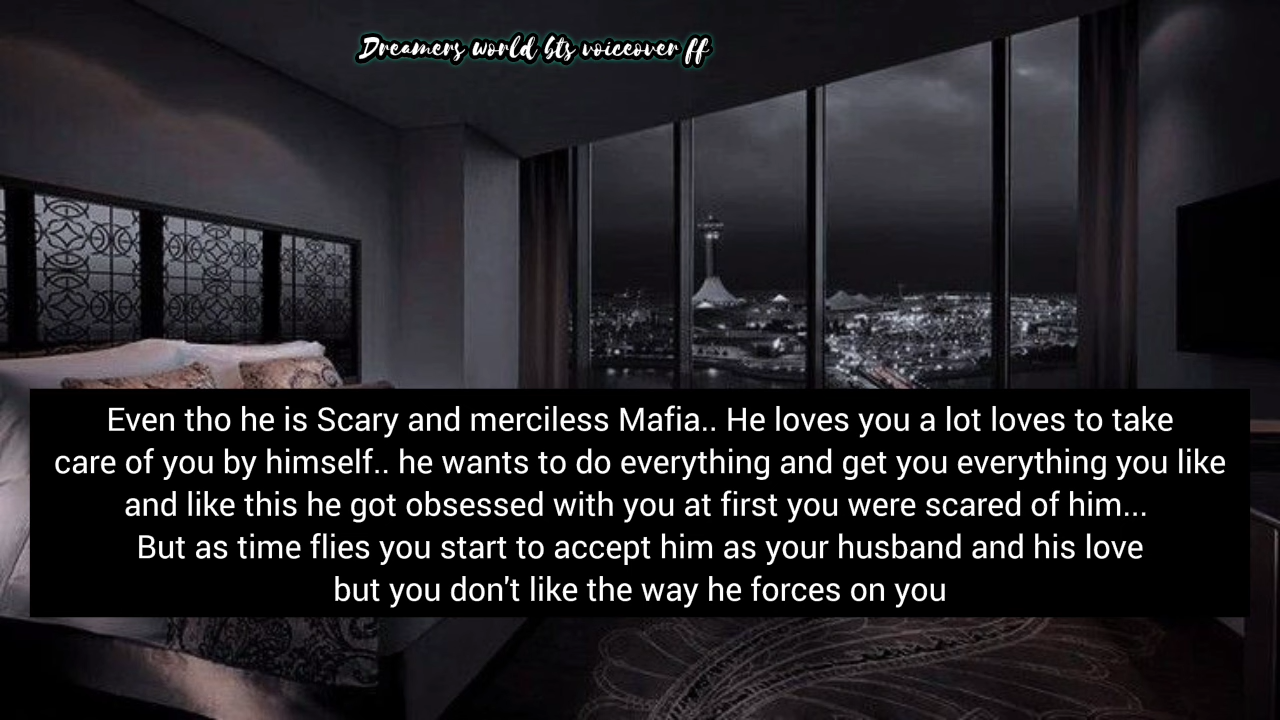 Dreamers world bts voiceover ff
Even tho he is Scary and merciless Mafia.. He loves you a lot loves to take
care of you by himself.. he wants to do everything and get you everything you like
and like this he got obsessed with you at first you were scared of him...
But as time flies you start to accept him as your husband and his love
but you don't like the way he forces on you